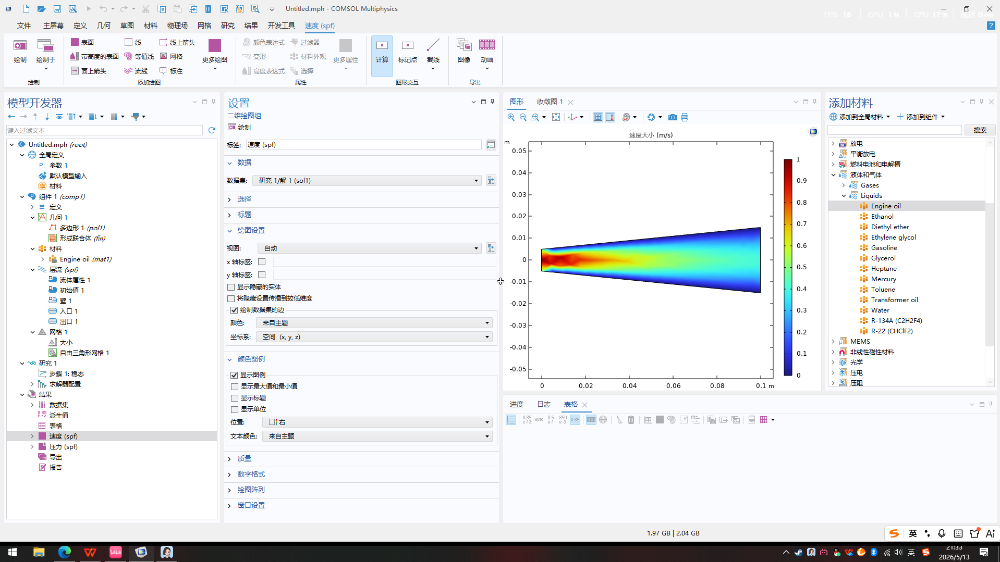 Untitled.mph - COMSOL Multiphysics
FPS 16 GPU 1% CPU 17% 延迟 0 ms
文件 主屏幕 定义 几何 草图 材料 物理场 网格 研究 结果 开发工具 速度 (spf)
绘制 绘制于
绘制
表面 线 线上箭头
带高度的表面 等值线 网格
面上箭头 流线 标注
更多绘图
添加绘图
颜色表达式 过滤器
变形 材料外观
高度表达式 选择
更多属性
属性
计算 标记点 截线
图形交互
图像 动画
导出
模型开发器
键入过滤文本
Untitled.mph (root)
全局定义
Pi 参数 1
默认模型输入
材料
组件 1 (comp1)
定义
几何 1
多边形 1 (pol1)
形成联合体 (fin)
材料
Engine oil (mat1)
层流 (spf)
流体属性 1
初始值 1
壁 1
入口 1
出口 1
网格 1
大小
自由三角形网格 1
研究 1
步骤 1: 稳态
求解器配置
结果
数据集
8.85 e-12 派生值
表格
速度 (spf)
压力 (spf)
导出
报告
设置
二维绘图组
绘制
标签: 速度 (spf)
数据
数据集: 研究 1/解 1 (sol1)
选择
标题
绘图设置
视图: 自动
x 轴标签:
y 轴标签:
显示隐藏的实体
将隐藏设置传播到较低维度
绘制数据集的边
颜色: 来自主题
坐标系: 空间 (x, y, z)
颜色图例
显示图例
显示最大值和最小值
显示标题
显示单位
位置: 右
文本颜色: 来自主题
质量
数字格式
绘图阵列
窗口设置
图形 收敛图 1
速度大小 (m/s)
m
0.05
0.04
0.03
0.02
0.01
0
-0.01
-0.02
-0.03
-0.04
-0.05
0 0.02 0.04 0.06 0.08 0.1 m
1
0.9
0.8
0.7
0.6
0.5
0.4
0.3
0.2
0.1
0
进度 日志 表格
8.85 e-12 AUTO 8.5 e-1 850 e-3 0.85
添加材料
添加到全局材料 添加到组件
搜索
放电
平衡放电
燃料电池和电解槽
液体和气体
Gases
Liquids
Engine oil
Ethanol
Diethyl ether
Ethylene glycol
Gasoline
Glycerol
Heptane
Mercury
Toluene
Transformer oil
Water
R-134A (C2H2F4)
R-22 (CHClF2)
MEMS
非线性磁性材料
光学
压电
压阻
1.97 GB | 2.04 GB
英
英
21:33
2026/5/13